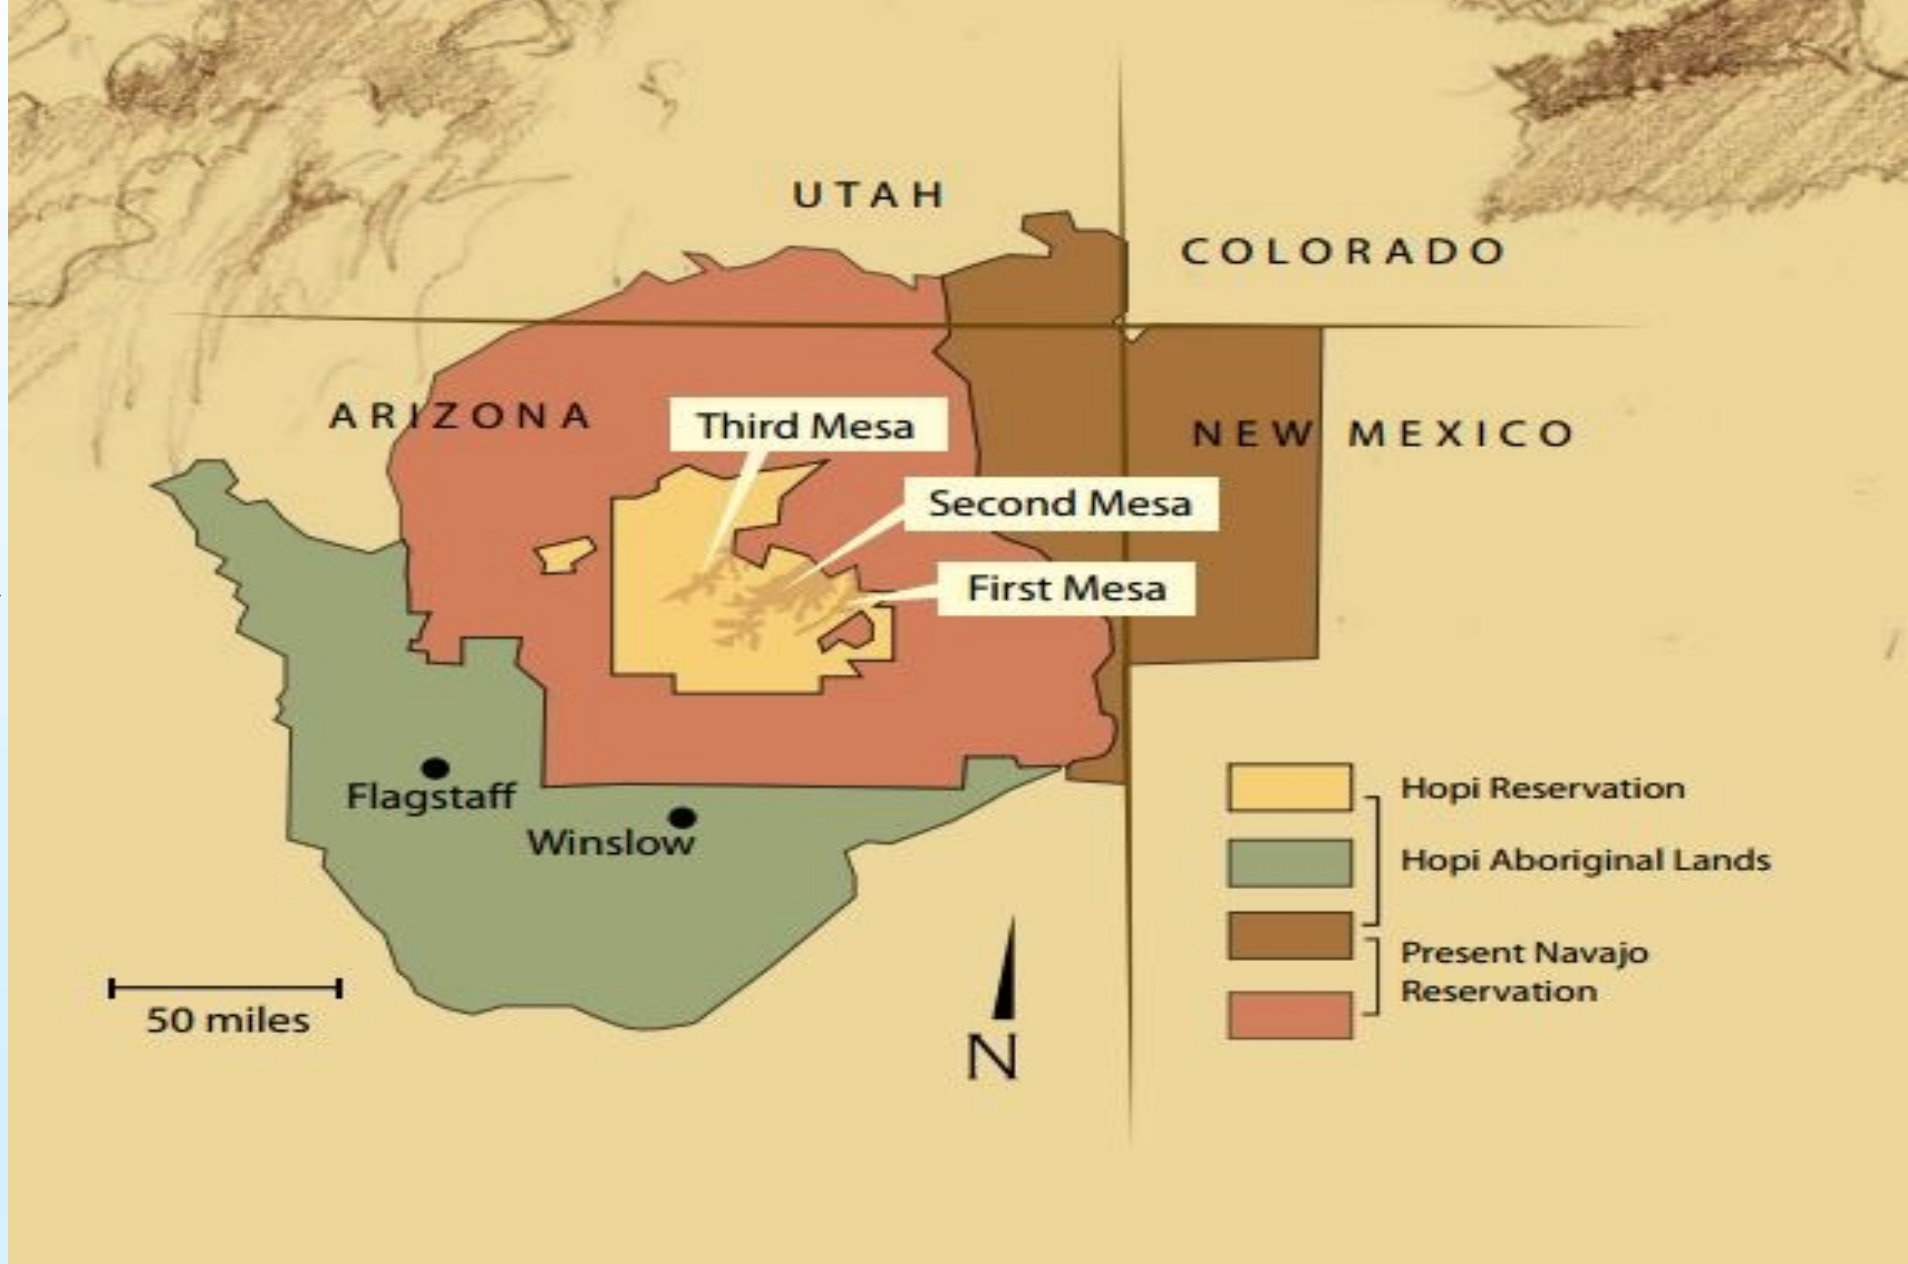 UTAH
COLORADO
ARIZONA
Third Mesa
NEW MEXICO
Second Mesa
First Mesa
Flagstaff
Winslow
50 miles
N
Hopi Reservation
Hopi Aboriginal Lands
Present Navajo
Reservation